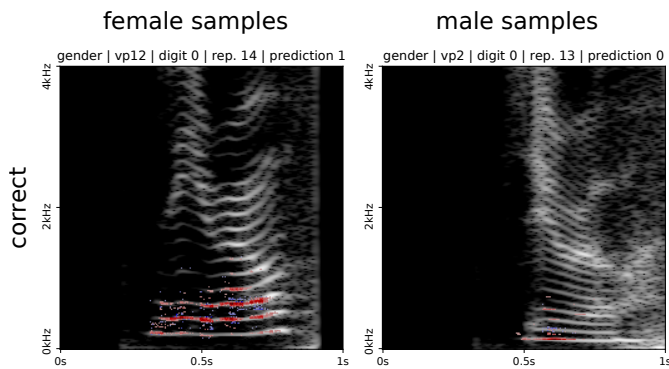 female samples
male samples
gender | vp12 | digit 0 | rep. 14 | prediction 1
gender | vp2 | digit 0 | rep. 13 | prediction 0
correct
4kHz
2kHz
0kHz
0s
0.5s
1s
4kHz
2kHz
0kHz
0s
0.5s
1s